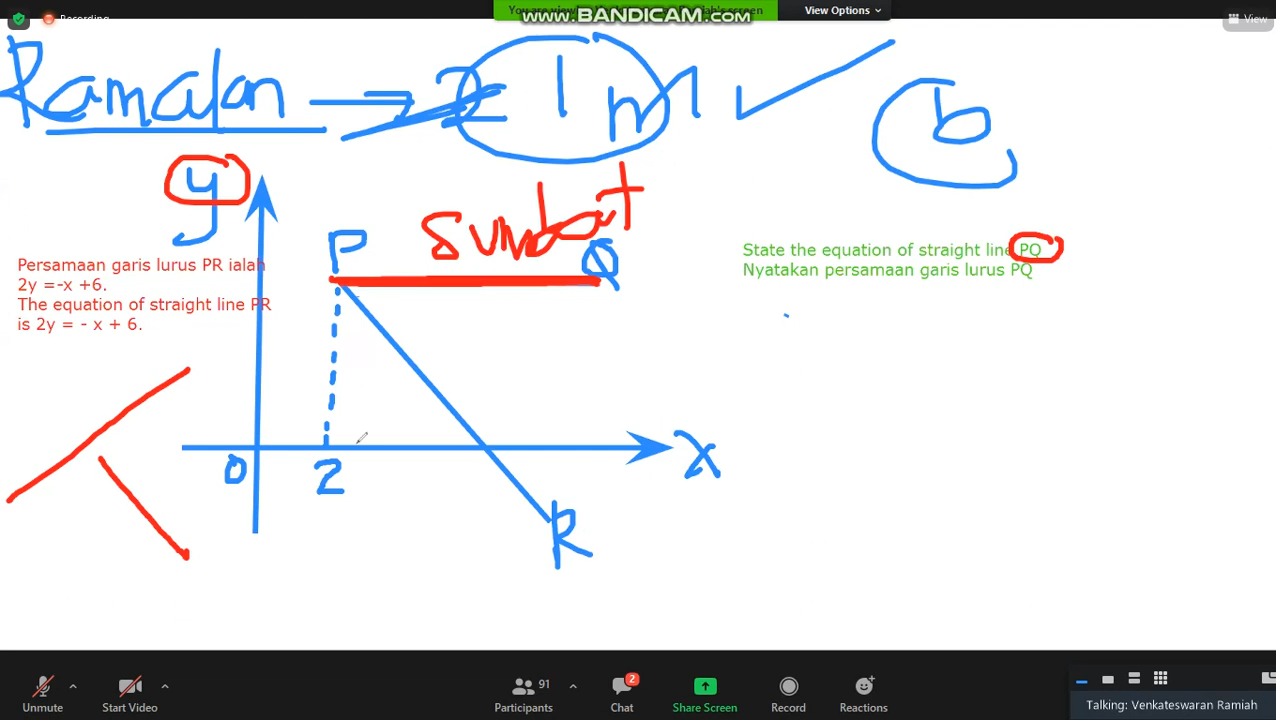 Recording
www.BANDICAM.com
screen
View Options
View
Ramalan → 1m
b
y
sumbat
P
Q
State the equation of straight line PQ
Nyatakan persamaan garis lurus PQ
Persamaan garis lurus PR ialah
2y =-x +6.
The equation of straight line PR
is 2y = - x + 6.
0
2
x
R
91
2
Unmute
Start Video
Participants
Chat
Share Screen
Record
Reactions
Talking: Venkateswaran Ramiah